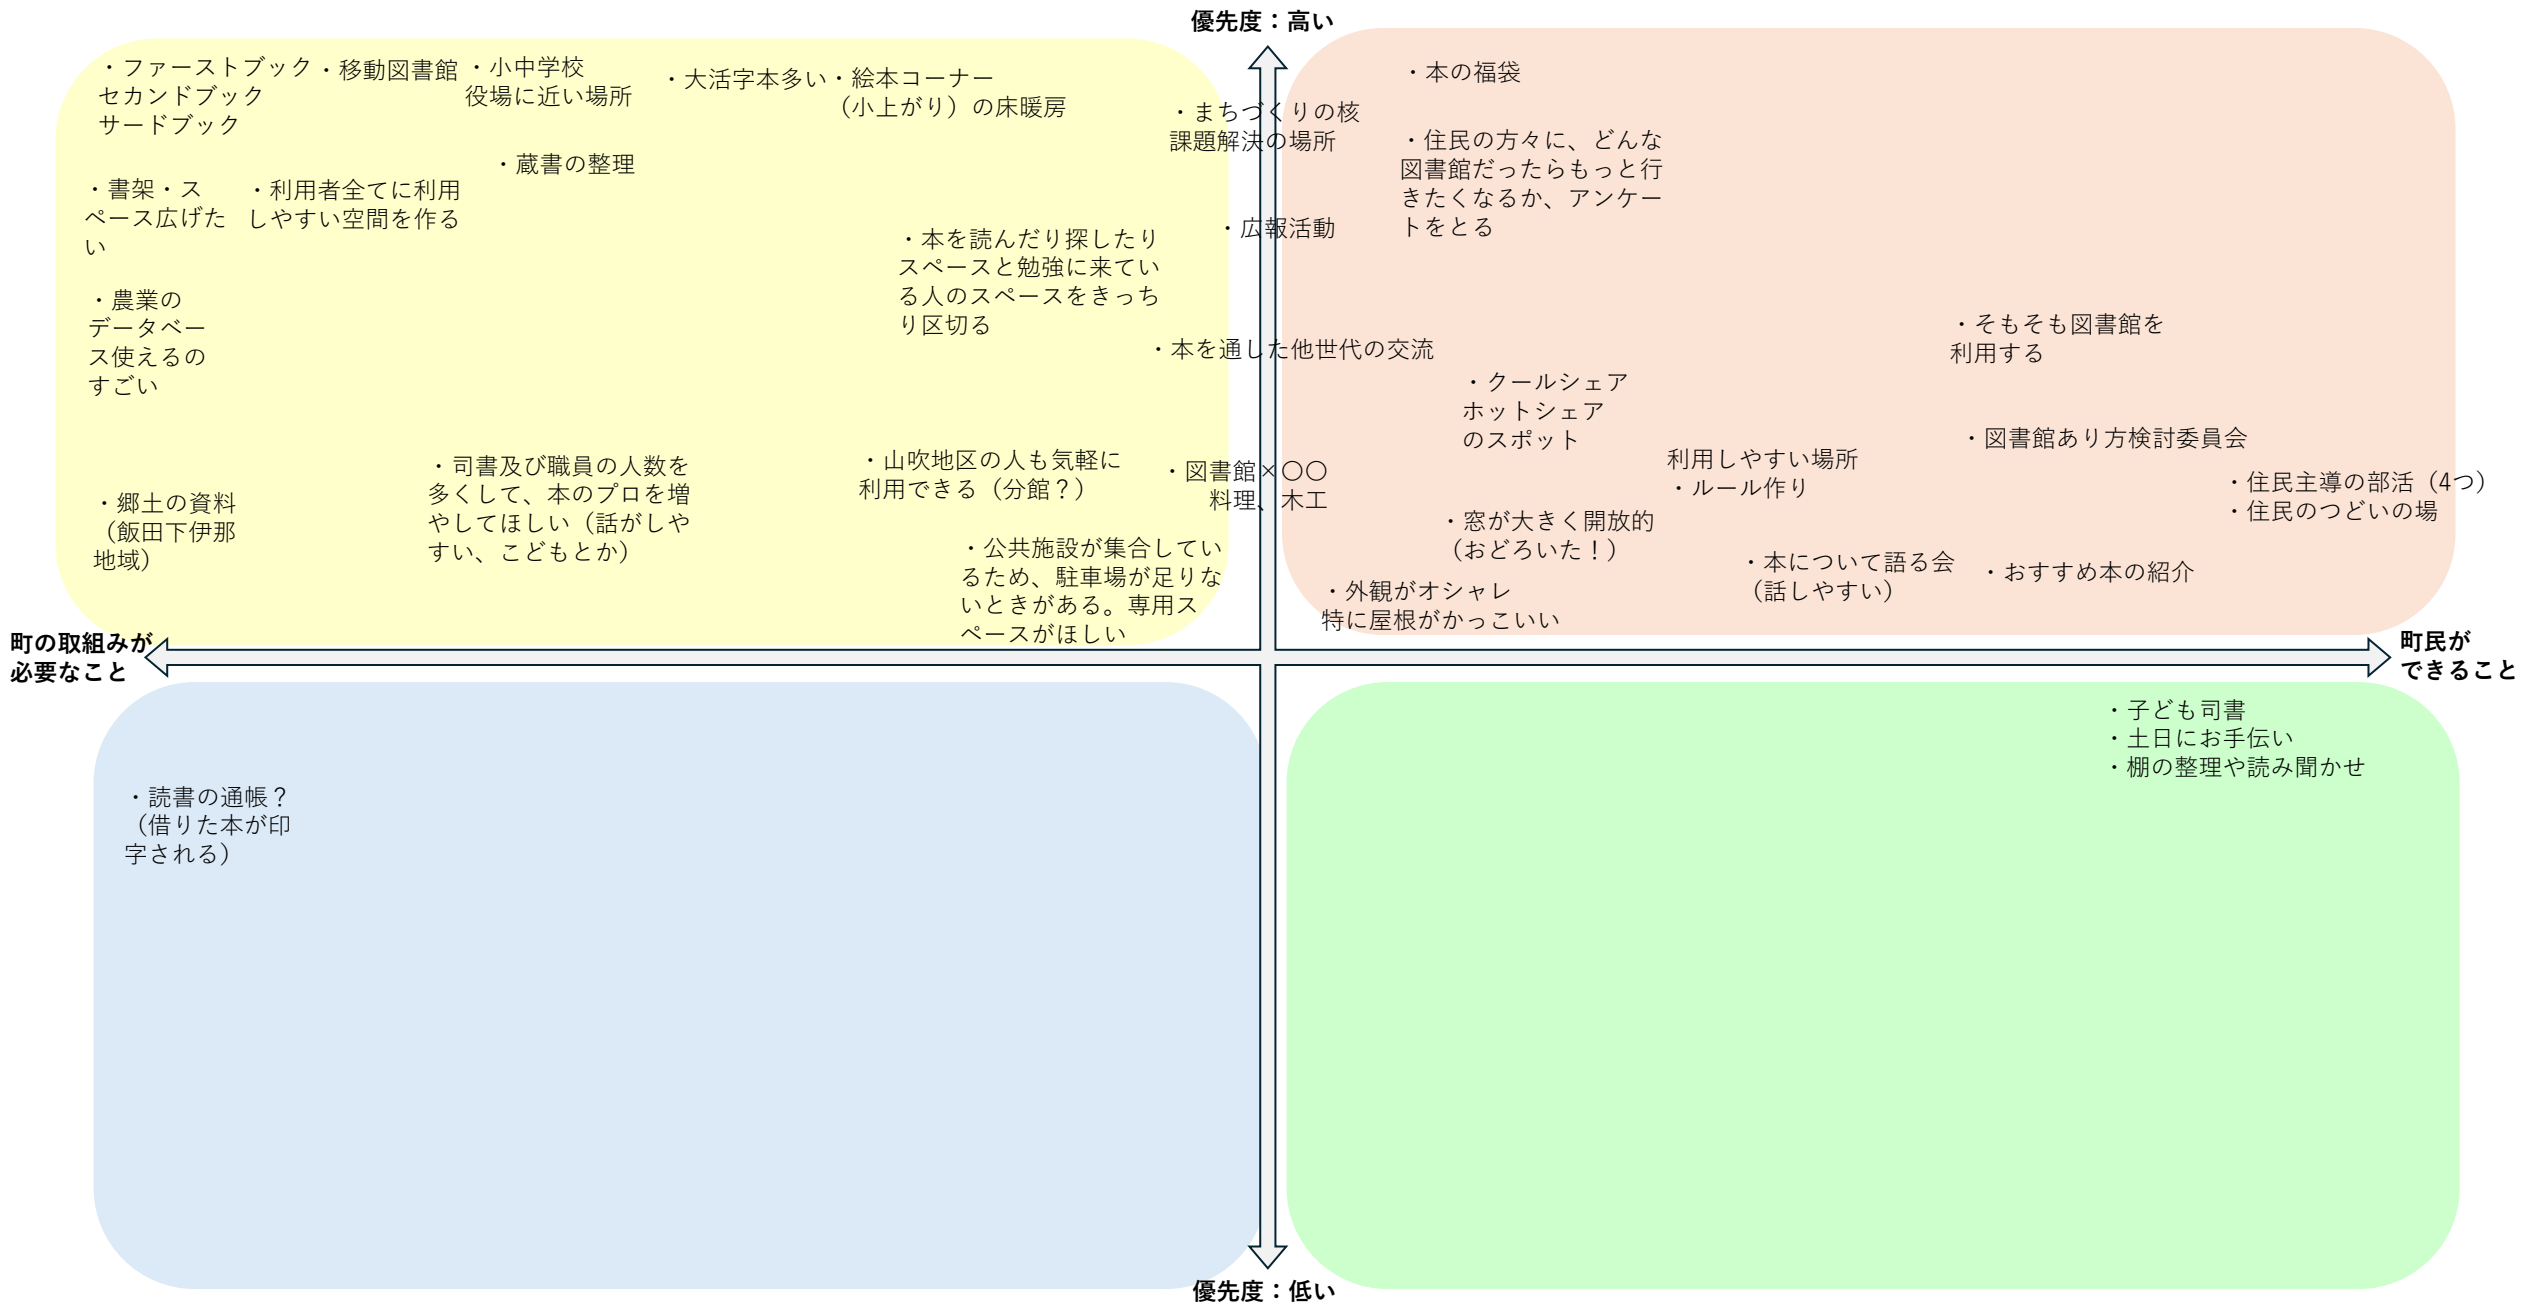 優先度：高い
・ファーストブック
セカンドブック
サードブック
・移動図書館
・小中学校
役場に近い場所
・大活字本多い
・絵本コーナー
（小上がり）の床暖房
・蔵書の整理
・書架・ス
ペース広げた
い
・利用者全てに利用
しやすい空間を作る
・本を読んだり探したり
スペースと勉強に来てい
る人のスペースをきっち
り区切る
・農業の
データベー
ス使えるの
すごい
・郷土の資料
（飯田下伊那
地域）
・司書及び職員の人数を
多くして、本のプロを増
やしてほしい（話がしや
すい、こどもとか）
・山吹地区の人も気軽に
利用できる（分館？）
・公共施設が集合してい
るため、駐車場が足りな
いときがある。専用ス
ペースがほしい
・まちづくりの核
課題解決の場所
・広報活動
・本を通した他世代の交流
・図書館×〇〇
料理、木工
・本の福袋
・住民の方々に、どんな
図書館だったらもっと行
きたくなるか、アンケー
トをとる
・そもそも図書館を
利用する
・クールシェア
ホットシェア
のスポット
・図書館あり方検討委員会
利用しやすい場所
・ルール作り
・住民主導の部活（4つ）
・住民のつどいの場
・窓が大きく開放的
（おどろいた！）
・本について語る会
（話しやすい）
・おすすめ本の紹介
・外観がオシャレ
特に屋根がかっこいい
町の取組みが
必要なこと
町民が
できること
・読書の通帳？
（借りた本が印
字される）
・子ども司書
・土日にお手伝い
・棚の整理や読み聞かせ
優先度：低い